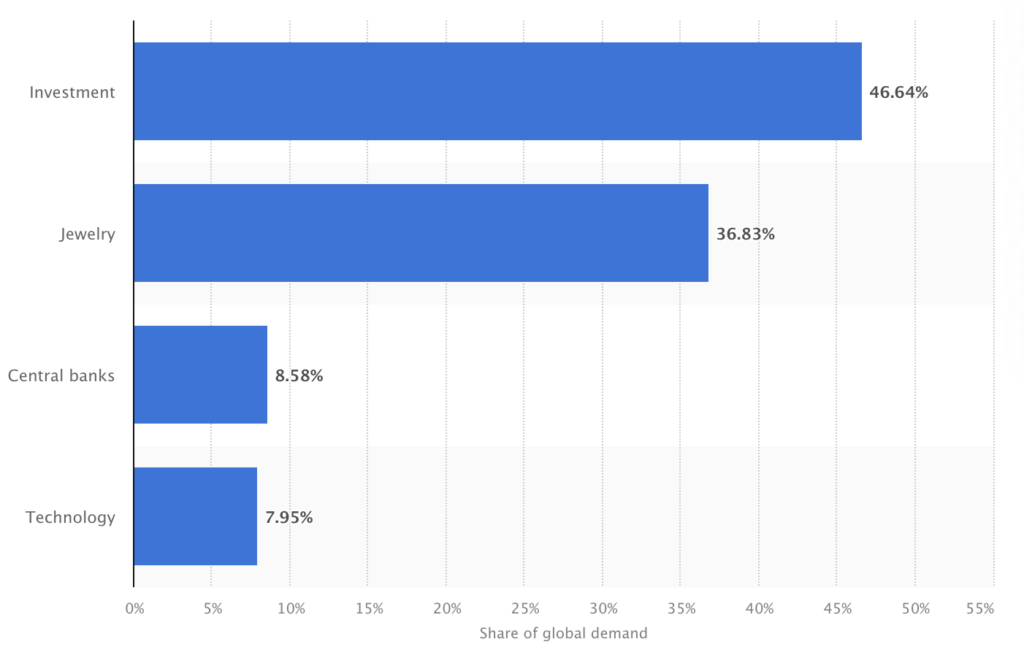 Investment
46.64%
Jewelry
36.83%
Central banks
8.58%
Technology
7.95%
0% 5% 10% 15% 20% 25% 30% 35% 40% 45% 50% 55%
Share of global demand